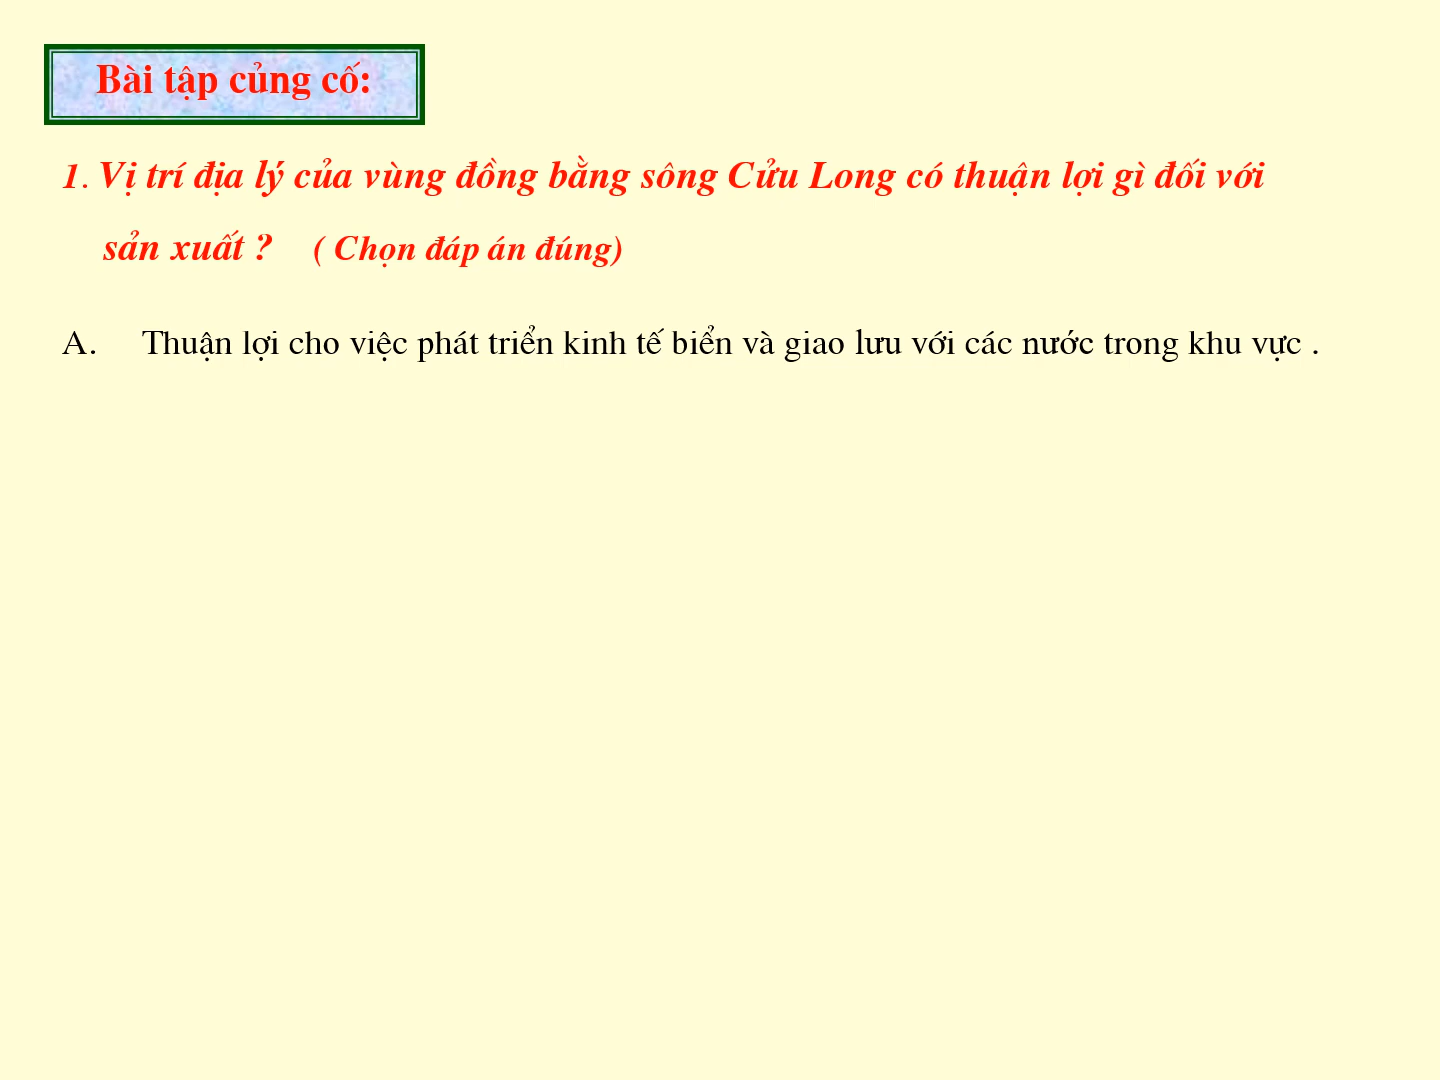 Bài tập củng cố:
1. Vị trí địa lý của vùng đồng bằng sông Cửu Long có thuận lợi gì đối với
sản xuất ? ( Chọn đáp án đúng)
A. Thuận lợi cho việc phát triển kinh tế biển và giao lưu với các nước trong khu vực .